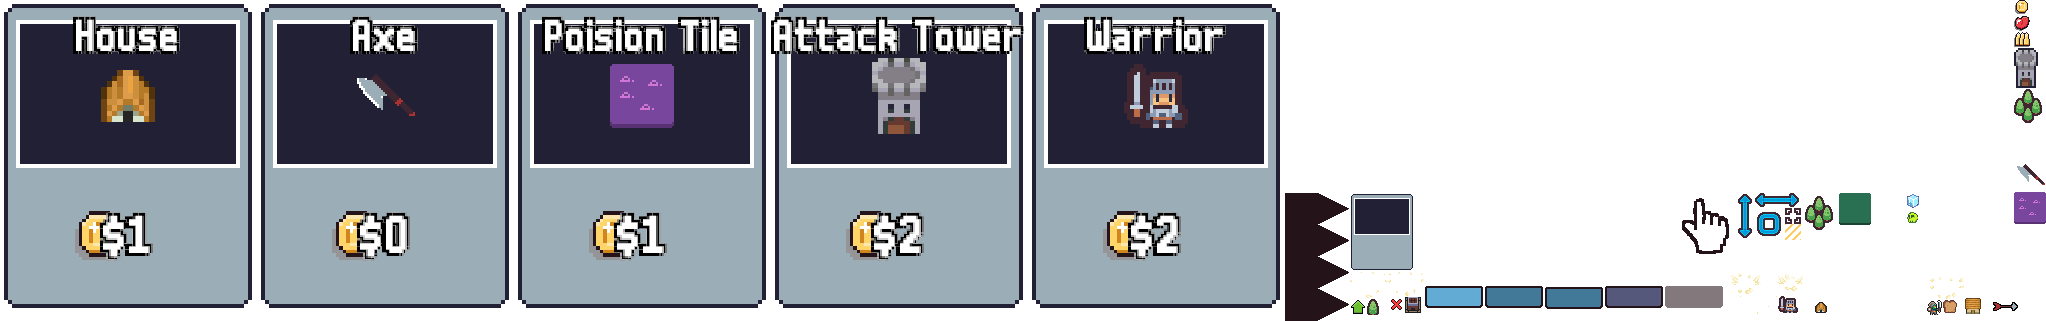 House
Axe
Poision Tile
Attack Tower
Warrior
$1
$0
$1
$2
$2